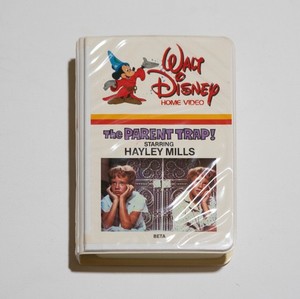 WALT
DISNEY
HOME VIDEO
The PARENT TRAP!
STARRING
HAYLEY MILLS
BETA